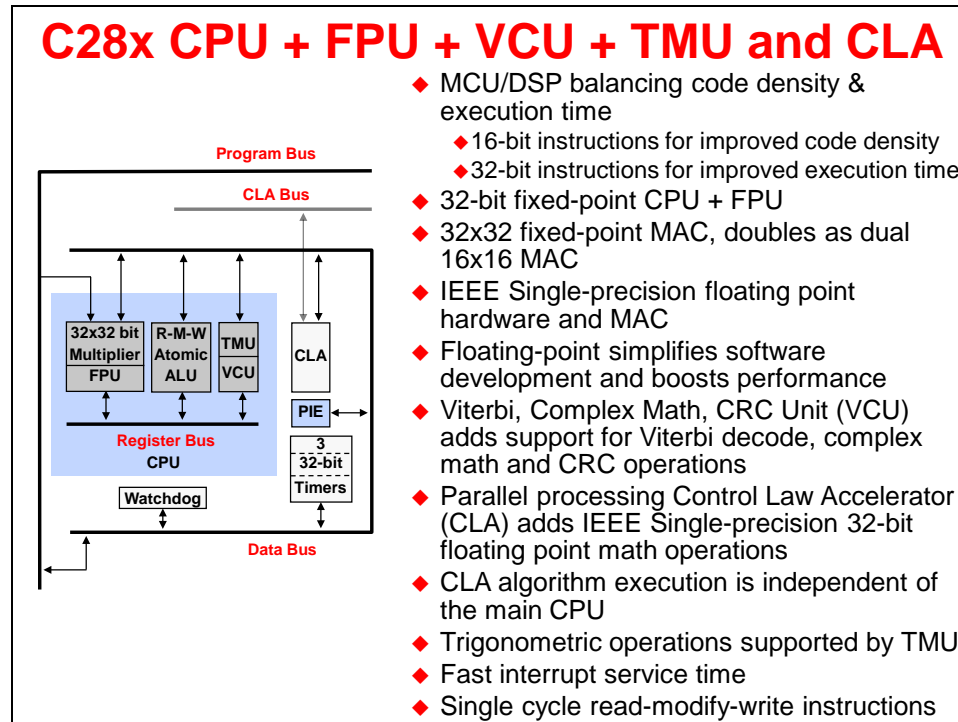 C28x CPU + FPU + VCU + TMU and CLA
Program Bus
CLA Bus
32x32 bit
Multiplier
FPU
R-M-W
Atomic
ALU
TMU
VCU
CLA
PIE
Register Bus
CPU
3
32-bit
Timers
Watchdog
Data Bus
◆ MCU/DSP balancing code density &
execution time
◆ 16-bit instructions for improved code density
◆ 32-bit instructions for improved execution time
◆ 32-bit fixed-point CPU + FPU
◆ 32x32 fixed-point MAC, doubles as dual
16x16 MAC
◆ IEEE Single-precision floating point
hardware and MAC
◆ Floating-point simplifies software
development and boosts performance
◆ Viterbi, Complex Math, CRC Unit (VCU)
adds support for Viterbi decode, complex
math and CRC operations
◆ Parallel processing Control Law Accelerator
(CLA) adds IEEE Single-precision 32-bit
floating point math operations
◆ CLA algorithm execution is independent of
the main CPU
◆ Trigonometric operations supported by TMU
◆ Fast interrupt service time
◆ Single cycle read-modify-write instructions